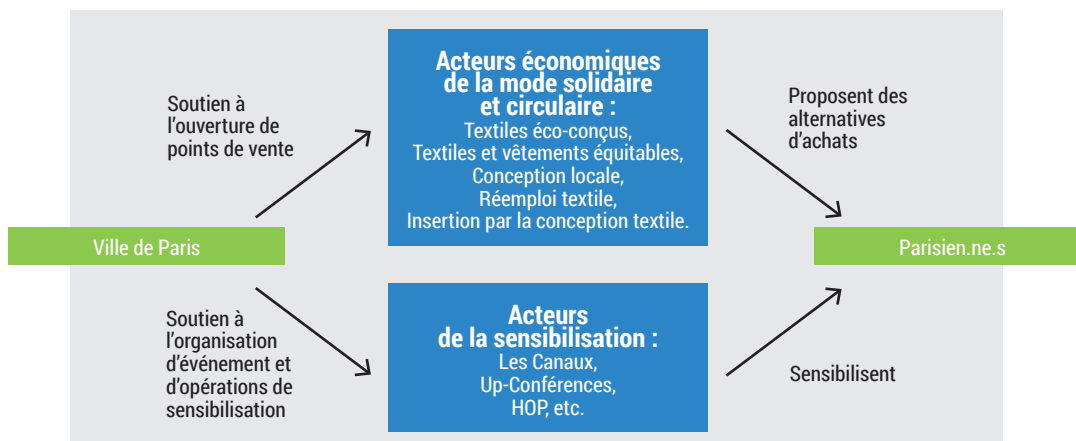 Soutien à
l'ouverture de
points de vente
Acteurs économiques
de la mode solidaire
et circulaire :
Textiles éco-conçus,
Textiles et vêtements équitables,
Conception locale,
Réemploi textile,
Insertion par la conception textile.
Proposent des
alternatives
d'achats
Ville de Paris
Parisien.ne.s
Soutien à
l'organisation
d'événement et
d'opérations de
sensibilisation
Acteurs
de la sensibilisation :
Les Canaux,
Up-Conférences,
HOP, etc.
Sensibilisent